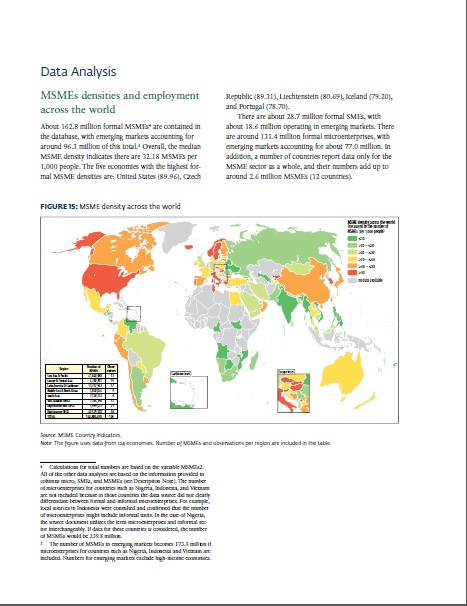 Data Analysis
MSMEs densities and employment
across the world
About 162.8 million formal MSMEs⁴ are contained in
the database, with emerging markets accounting for
around 96.3 million of this total.⁵ Overall, the median
MSME density indicates there are 32.18 MSMEs per
1,000 people. The five economies with the highest for-
mal MSME densities are: United States (89.96), Czech
Republic (89.31), Liechtenstein (80.69), Iceland (79.20),
and Portugal (78.70).
There are about 28.7 million formal SMEs, with
about 18.6 million operating in emerging markets. There
are around 131.4 million formal microenterprises, with
emerging markets accounting for about 77.0 million. In
addition, a number of countries report data only for the
MSME sector as a whole, and their numbers add up to
around 2.6 million MSMEs (12 countries).
FIGURE 15: MSME density across the world
MSME density across the world
no data available
Region
TOTAL
Source: MSME Country Indicators.
Note: The figure uses data from 124 economies. Number of MSMEs and observations per region are included in the table.
4 Calculations for total numbers are based on the variable MSMEs2.
All of the other data analyses are based on the information provided in
columns micro, SMEs, and MSMEs (see Description Note). The number
of microenterprises for countries such as Nigeria, Indonesia, and Vietnam
are not included because in those countries the data source did not clearly
differentiate between formal and informal microenterprises. For example,
local sources in Indonesia were consulted and confirmed that the number
of microenterprises might include informal units. In the case of Nigeria,
the source document utilizes the term microenterprises and informal sec-
tor interchangeably. If data for these countries is considered, the number
of MSMEs would be 239.8 million.
5 The number of MSMEs in emerging markets becomes 173.3 million if
microenterprises for countries such as Nigeria, Indonesia and Vietnam are
included. Numbers for emerging markets exclude high-income economies.